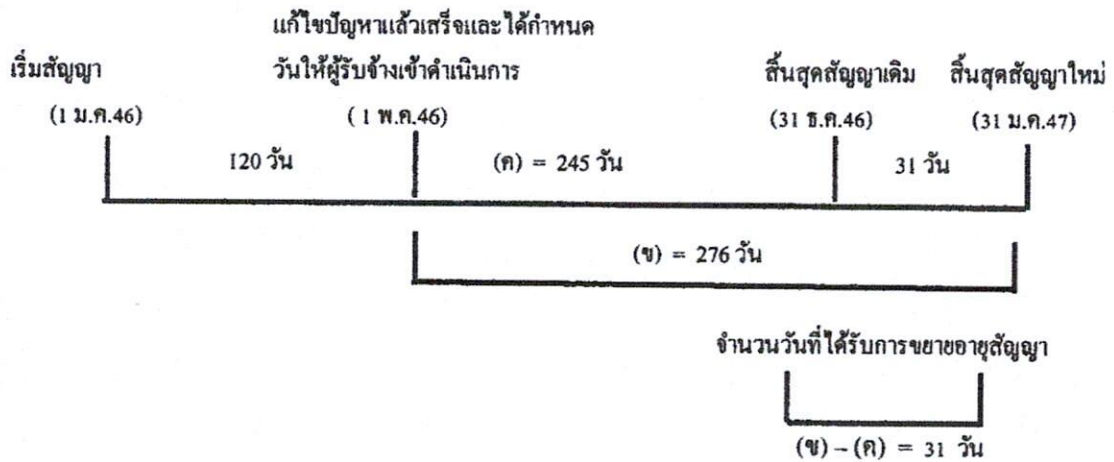 แก้ไขปัญหาแล้วเสร็จและได้กำหนด
เริ่มสัญญา วันให้ผู้รับจ้างเข้าดำเนินการ สิ้นสุดสัญญาเดิม สิ้นสุดสัญญาใหม่
(1 ม.ค.46) ( 1 พ.ค.46) (31 ธ.ค.46) (31 ม.ค.47)
120 วัน (ค) = 245 วัน 31 วัน
(ข) = 276 วัน
จำนวนวันที่ได้รับการขยายอายุสัญญา
(ข) – (ค) = 31 วัน